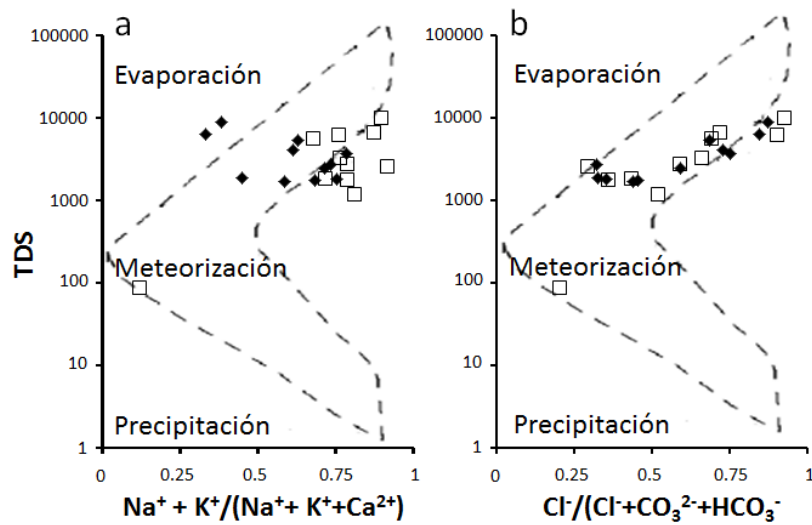 a
b
100000
10000
1000
100
10
1
TDS
Evaporación
Meteorización
Precipitación
0
0.25
0.5
0.75
1
Na⁺ + K⁺/(Na⁺+ K⁺+Ca²⁺)
100000
10000
1000
100
10
1
Evaporación
Meteorización
Precipitación
0
0.25
0.5
0.75
1
Cl⁻/(Cl⁻+CO₃²⁻+HCO₃⁻